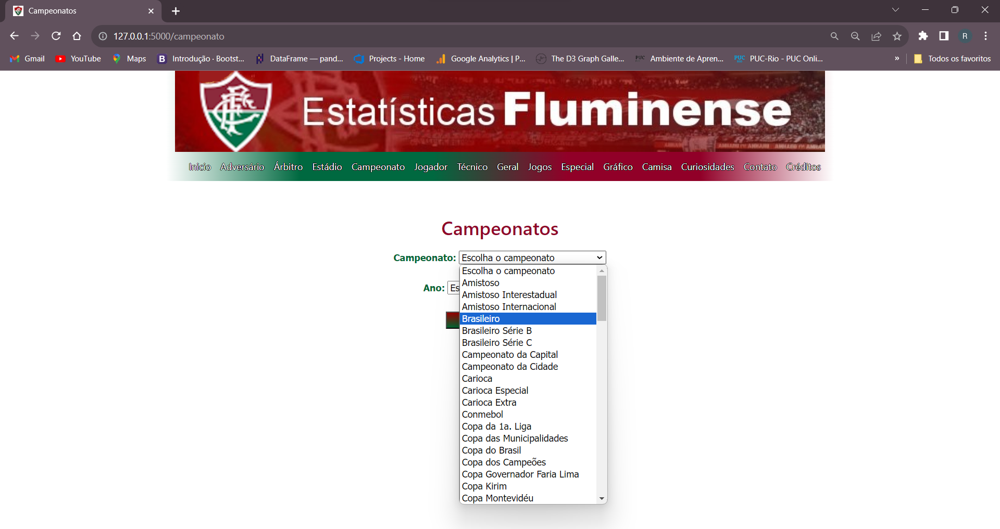 Campeonatos
127.0.0.1:5000/campeonato
R
Gmail YouTube Maps Introdução · Bootst... DataFrame — pand... Projects - Home Google Analytics | P... The D3 Graph Galle... PUC Ambiente de Apren... PUC-Rio - PUC Onli... » Todos os favoritos
Estatísticas Fluminense
Inicio Adversário Árbitro Estádio Campeonato Jogador Técnico Geral Jogos Especial Gráfico Camisa Curiosidades Contato Créditos
Campeonatos
Campeonato: Escolha o campeonato
Escolha o campeonato
Amistoso
Ano: Es
Amistoso Interestadual
Amistoso Internacional
Brasileiro
Brasileiro Série B
Brasileiro Série C
Campeonato da Capital
Campeonato da Cidade
Carioca
Carioca Especial
Carioca Extra
Conmebol
Copa da 1a. Liga
Copa das Municipalidades
Copa do Brasil
Copa dos Campeões
Copa Governador Faria Lima
Copa Kirim
Copa Montevidéu